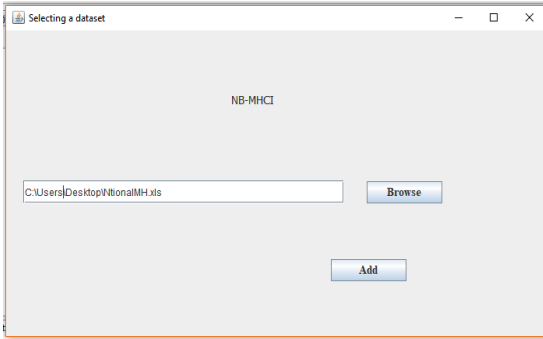 Selecting a dataset
NB-MHCI
C:\Users\Desktop\NtionalMH.xls
Browse
Add